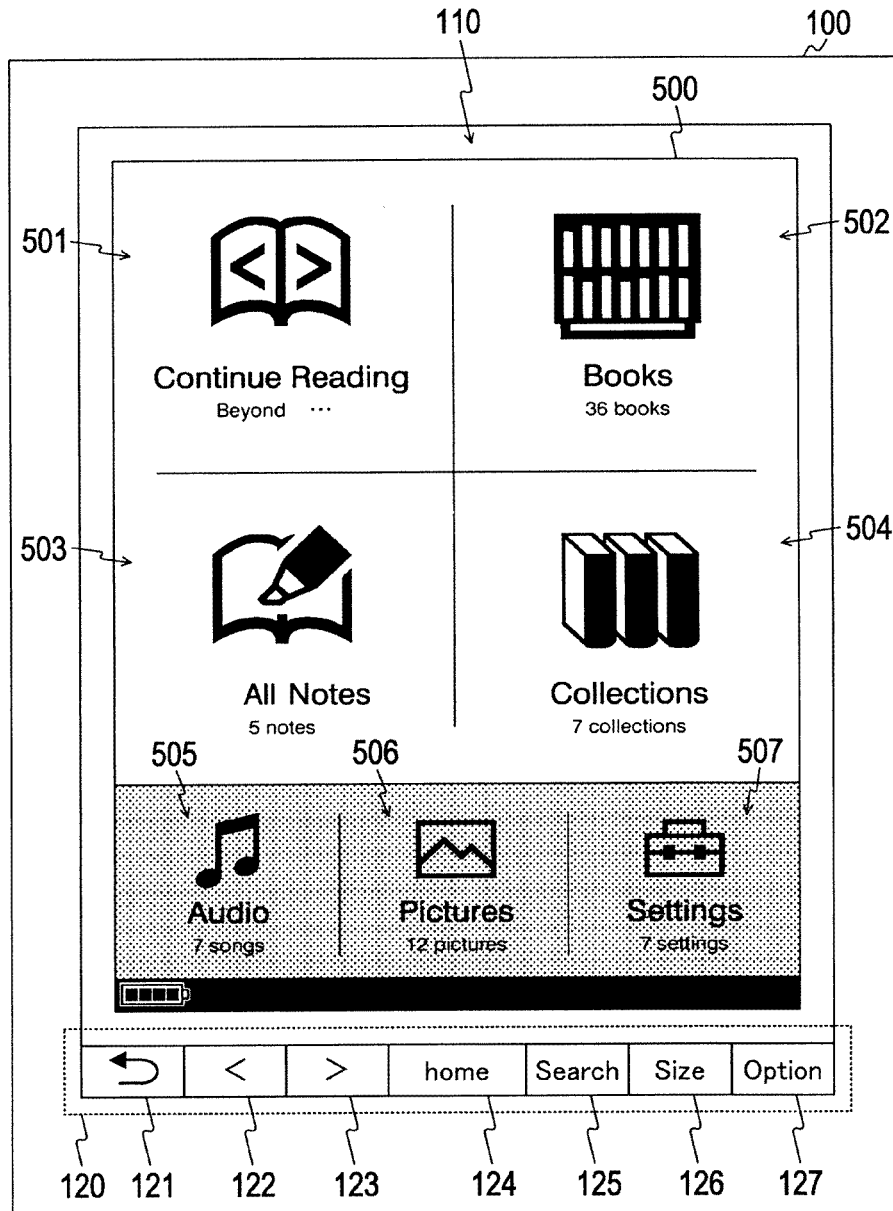 110
100
500
501
502
< >
Continue Reading
Beyond ...
Books
36 books
503
504
All Notes
5 notes
Collections
7 collections
505
506
507
Audio
7 songs
Pictures
12 pictures
Settings
7 settings
< > home Search Size Option
120 121 122 123 124 125 126 127